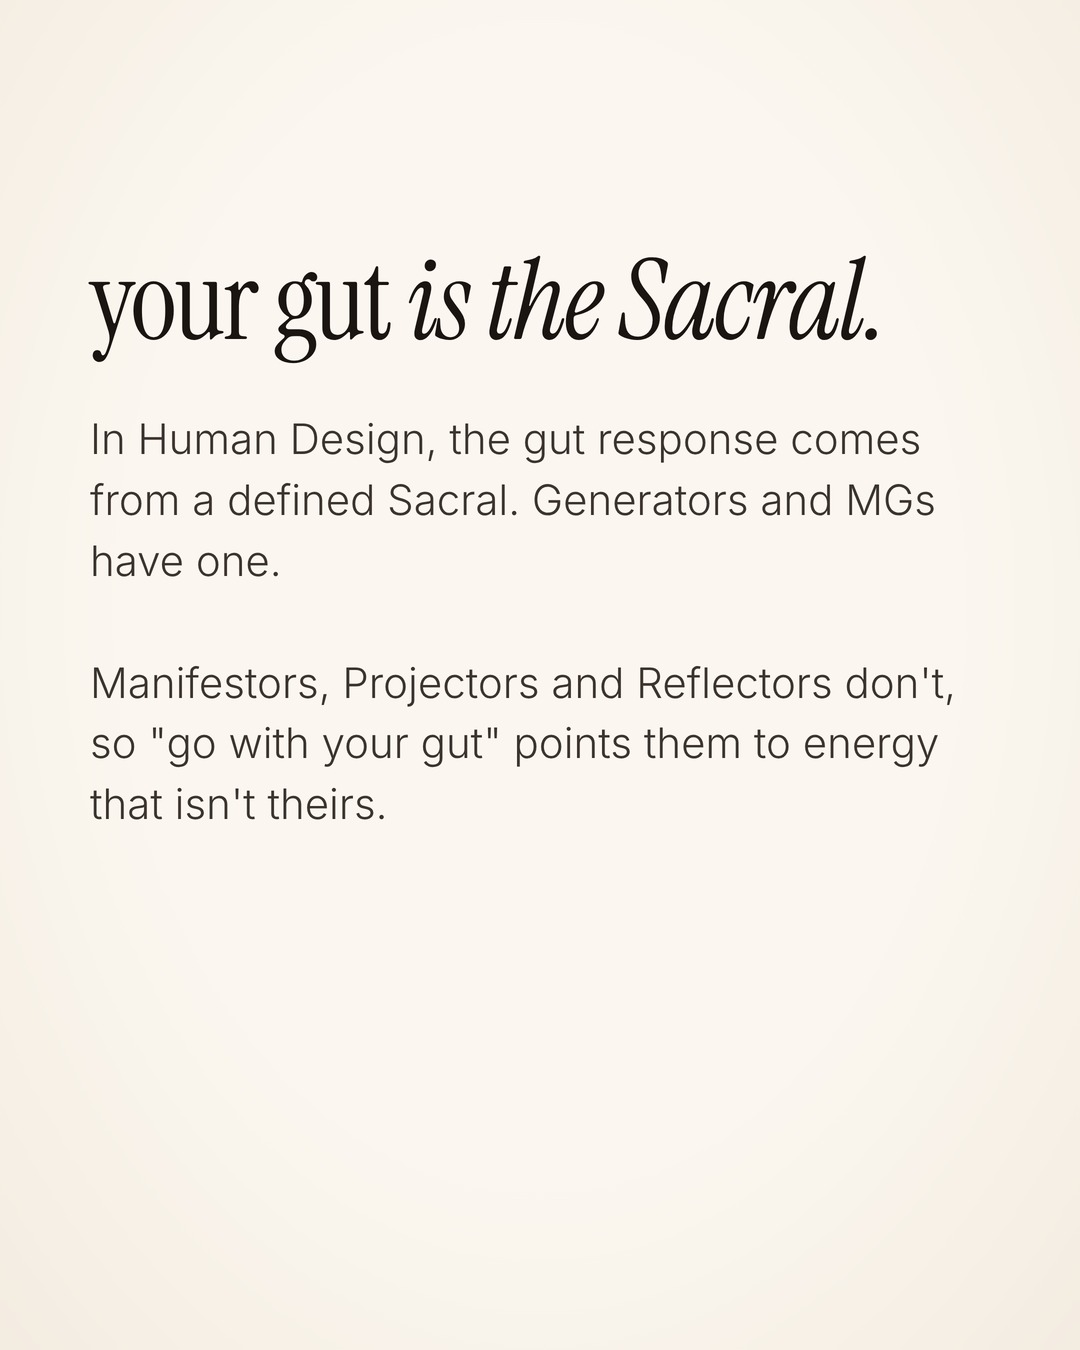 your gut is the Sacral.
In Human Design, the gut response comes
from a defined Sacral. Generators and MGs
have one.
Manifestors, Projectors and Reflectors don't,
so "go with your gut" points them to energy
that isn't theirs.